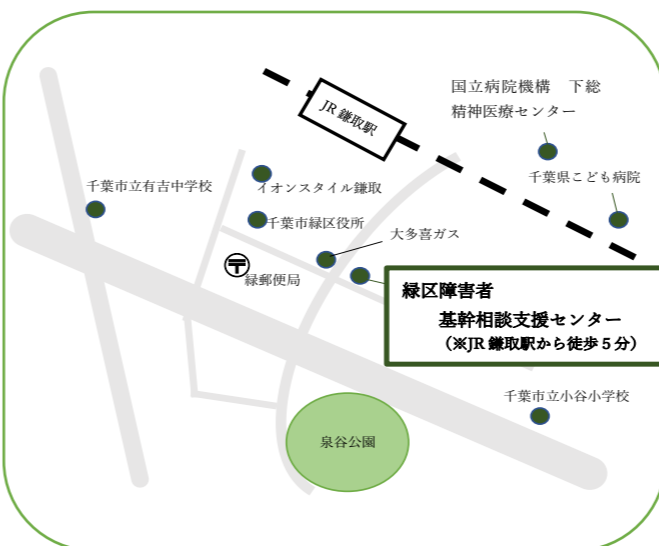 国立病院機構　下総
精神医療センター
JR 鎌取駅
千葉県こども病院
千葉市立有吉中学校
イオンスタイル鎌取
千葉市緑区役所
大多喜ガス
〒
緑郵便局
緑区障害者
基幹相談支援センター
（※JR 鎌取駅から徒歩５分）
千葉市立小谷小学校
泉谷公園